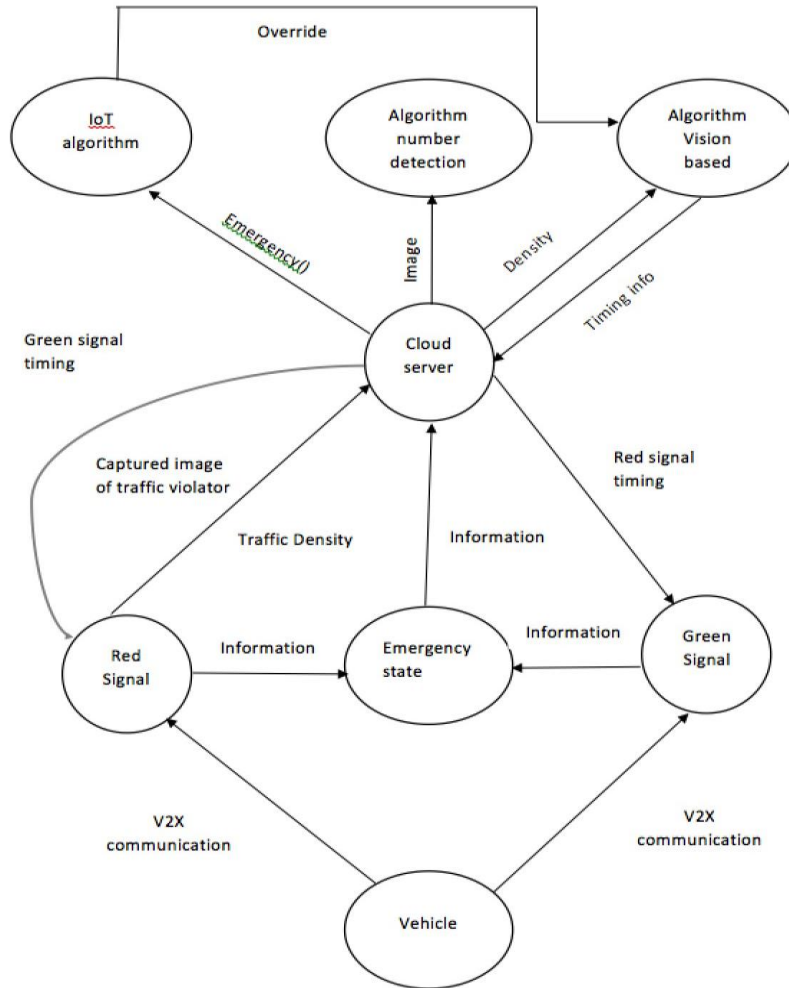 Override
IoT
algorithm
Algorithm
number
detection
Algorithm
Vision
based
Emergency()
Image
Density
Timing info
Green signal
timing
Cloud
server
Captured image
of traffic violator
Red signal
timing
Traffic Density
Information
Red
Signal
Information
Emergency
state
Information
Green
Signal
V2X
communication
V2X
communication
Vehicle